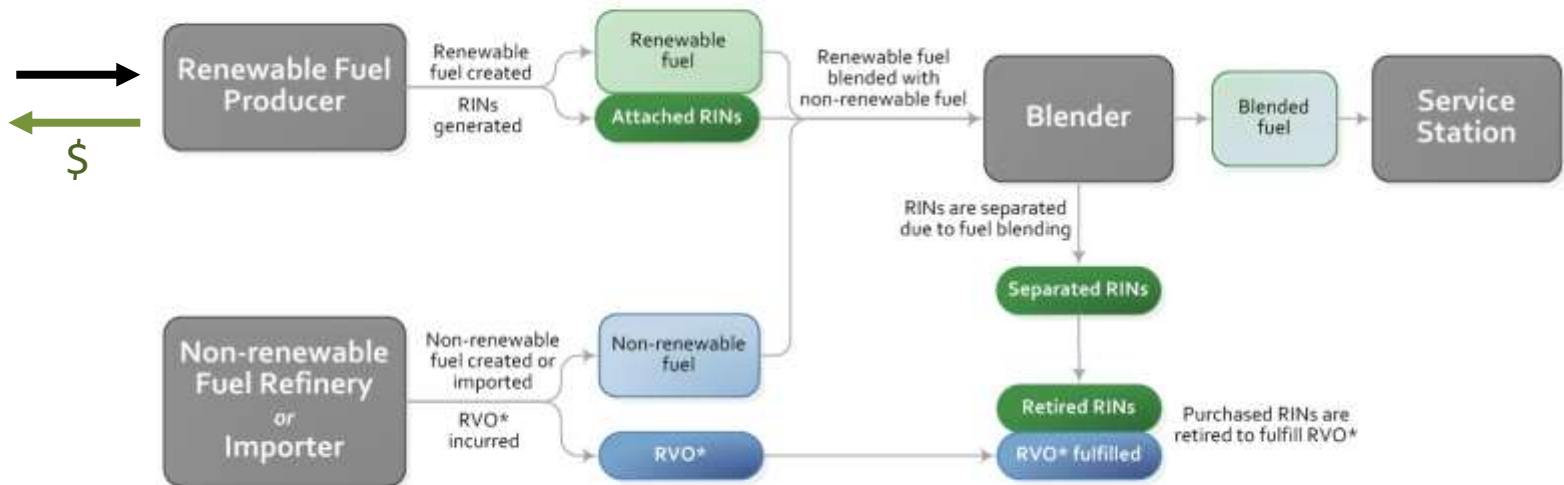 $
Renewable Fuel
Producer
Renewable
fuel created
RINs
generated
Renewable
fuel
Attached RINs
Renewable fuel
blended with
non-renewable fuel
Blender
Blended
fuel
Service
Station
RINs are separated
due to fuel blending
Separated RINs
Non-renewable
Fuel Refinery
or
Importer
Non-renewable
fuel created or
imported
RVO*
incurred
Non-renewable
fuel
RVO*
Retired RINs
RVO* fulfilled
Purchased RINs are
retired to fulfill RVO*